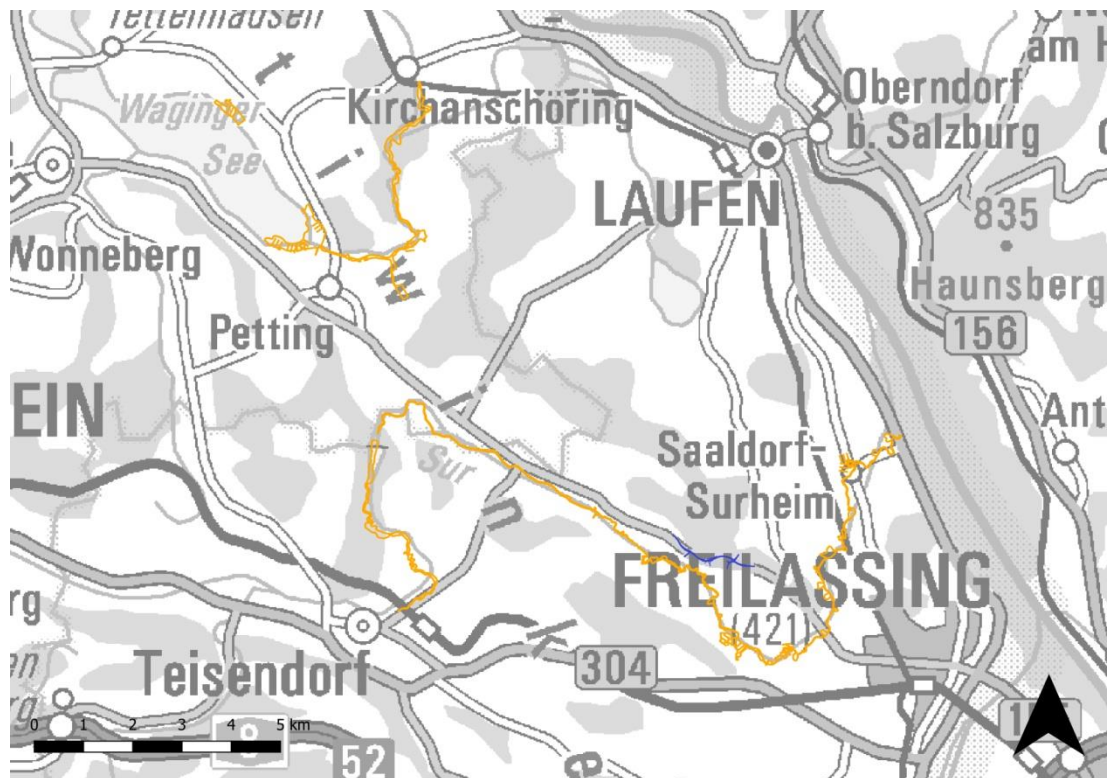 Tettenhausen
am
Waginger
See
Kirchanschöring
Oberndorf
b. Salzburg
LAUFEN
835
Haunsberg
Wonneberg
Petting
156
EIN
Ant
Sur
Saaldorf-
Surheim
n
W
FREILASSING
(421)
rg
Teisendorf
304
0 1 2 3 4 5 km
52
e